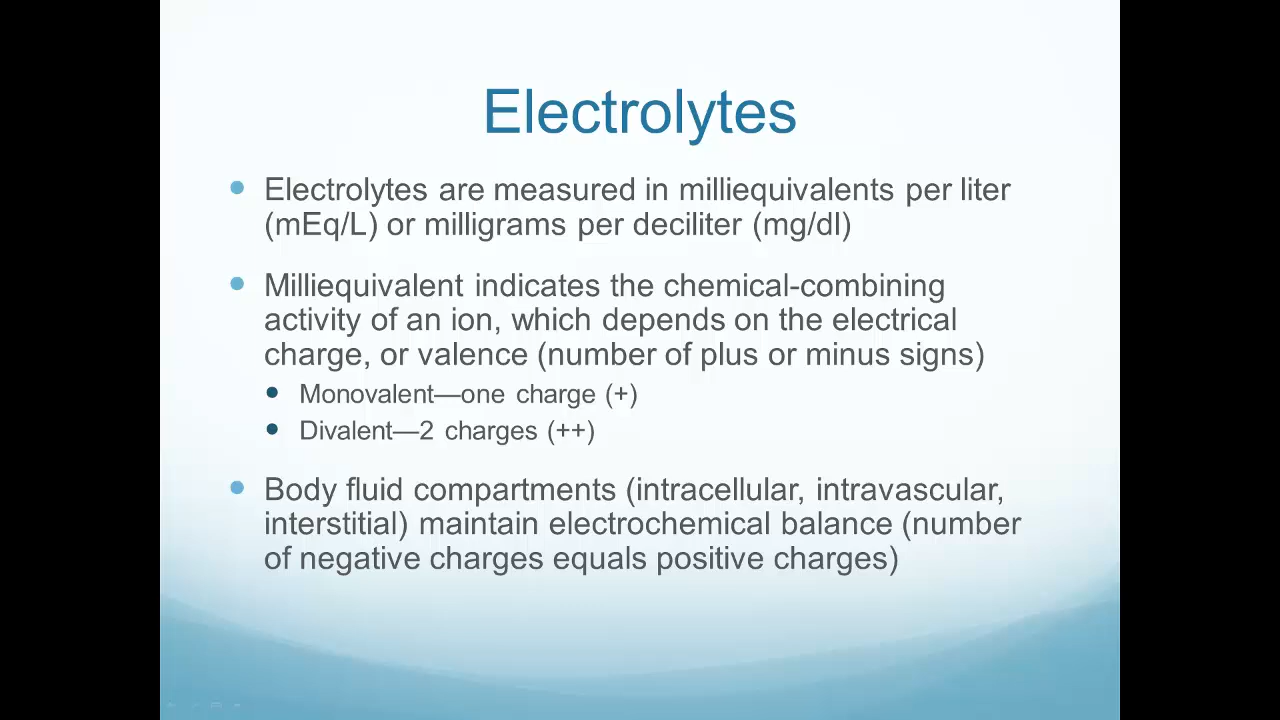 Electrolytes
Electrolytes are measured in milliequivalents per liter
(mEq/L) or milligrams per deciliter (mg/dl)
Milliequivalent indicates the chemical-combining
activity of an ion, which depends on the electrical
charge, or valence (number of plus or minus signs)
Monovalent—one charge (+)
Divalent—2 charges (++)
Body fluid compartments (intracellular, intravascular,
interstitial) maintain electrochemical balance (number
of negative charges equals positive charges)